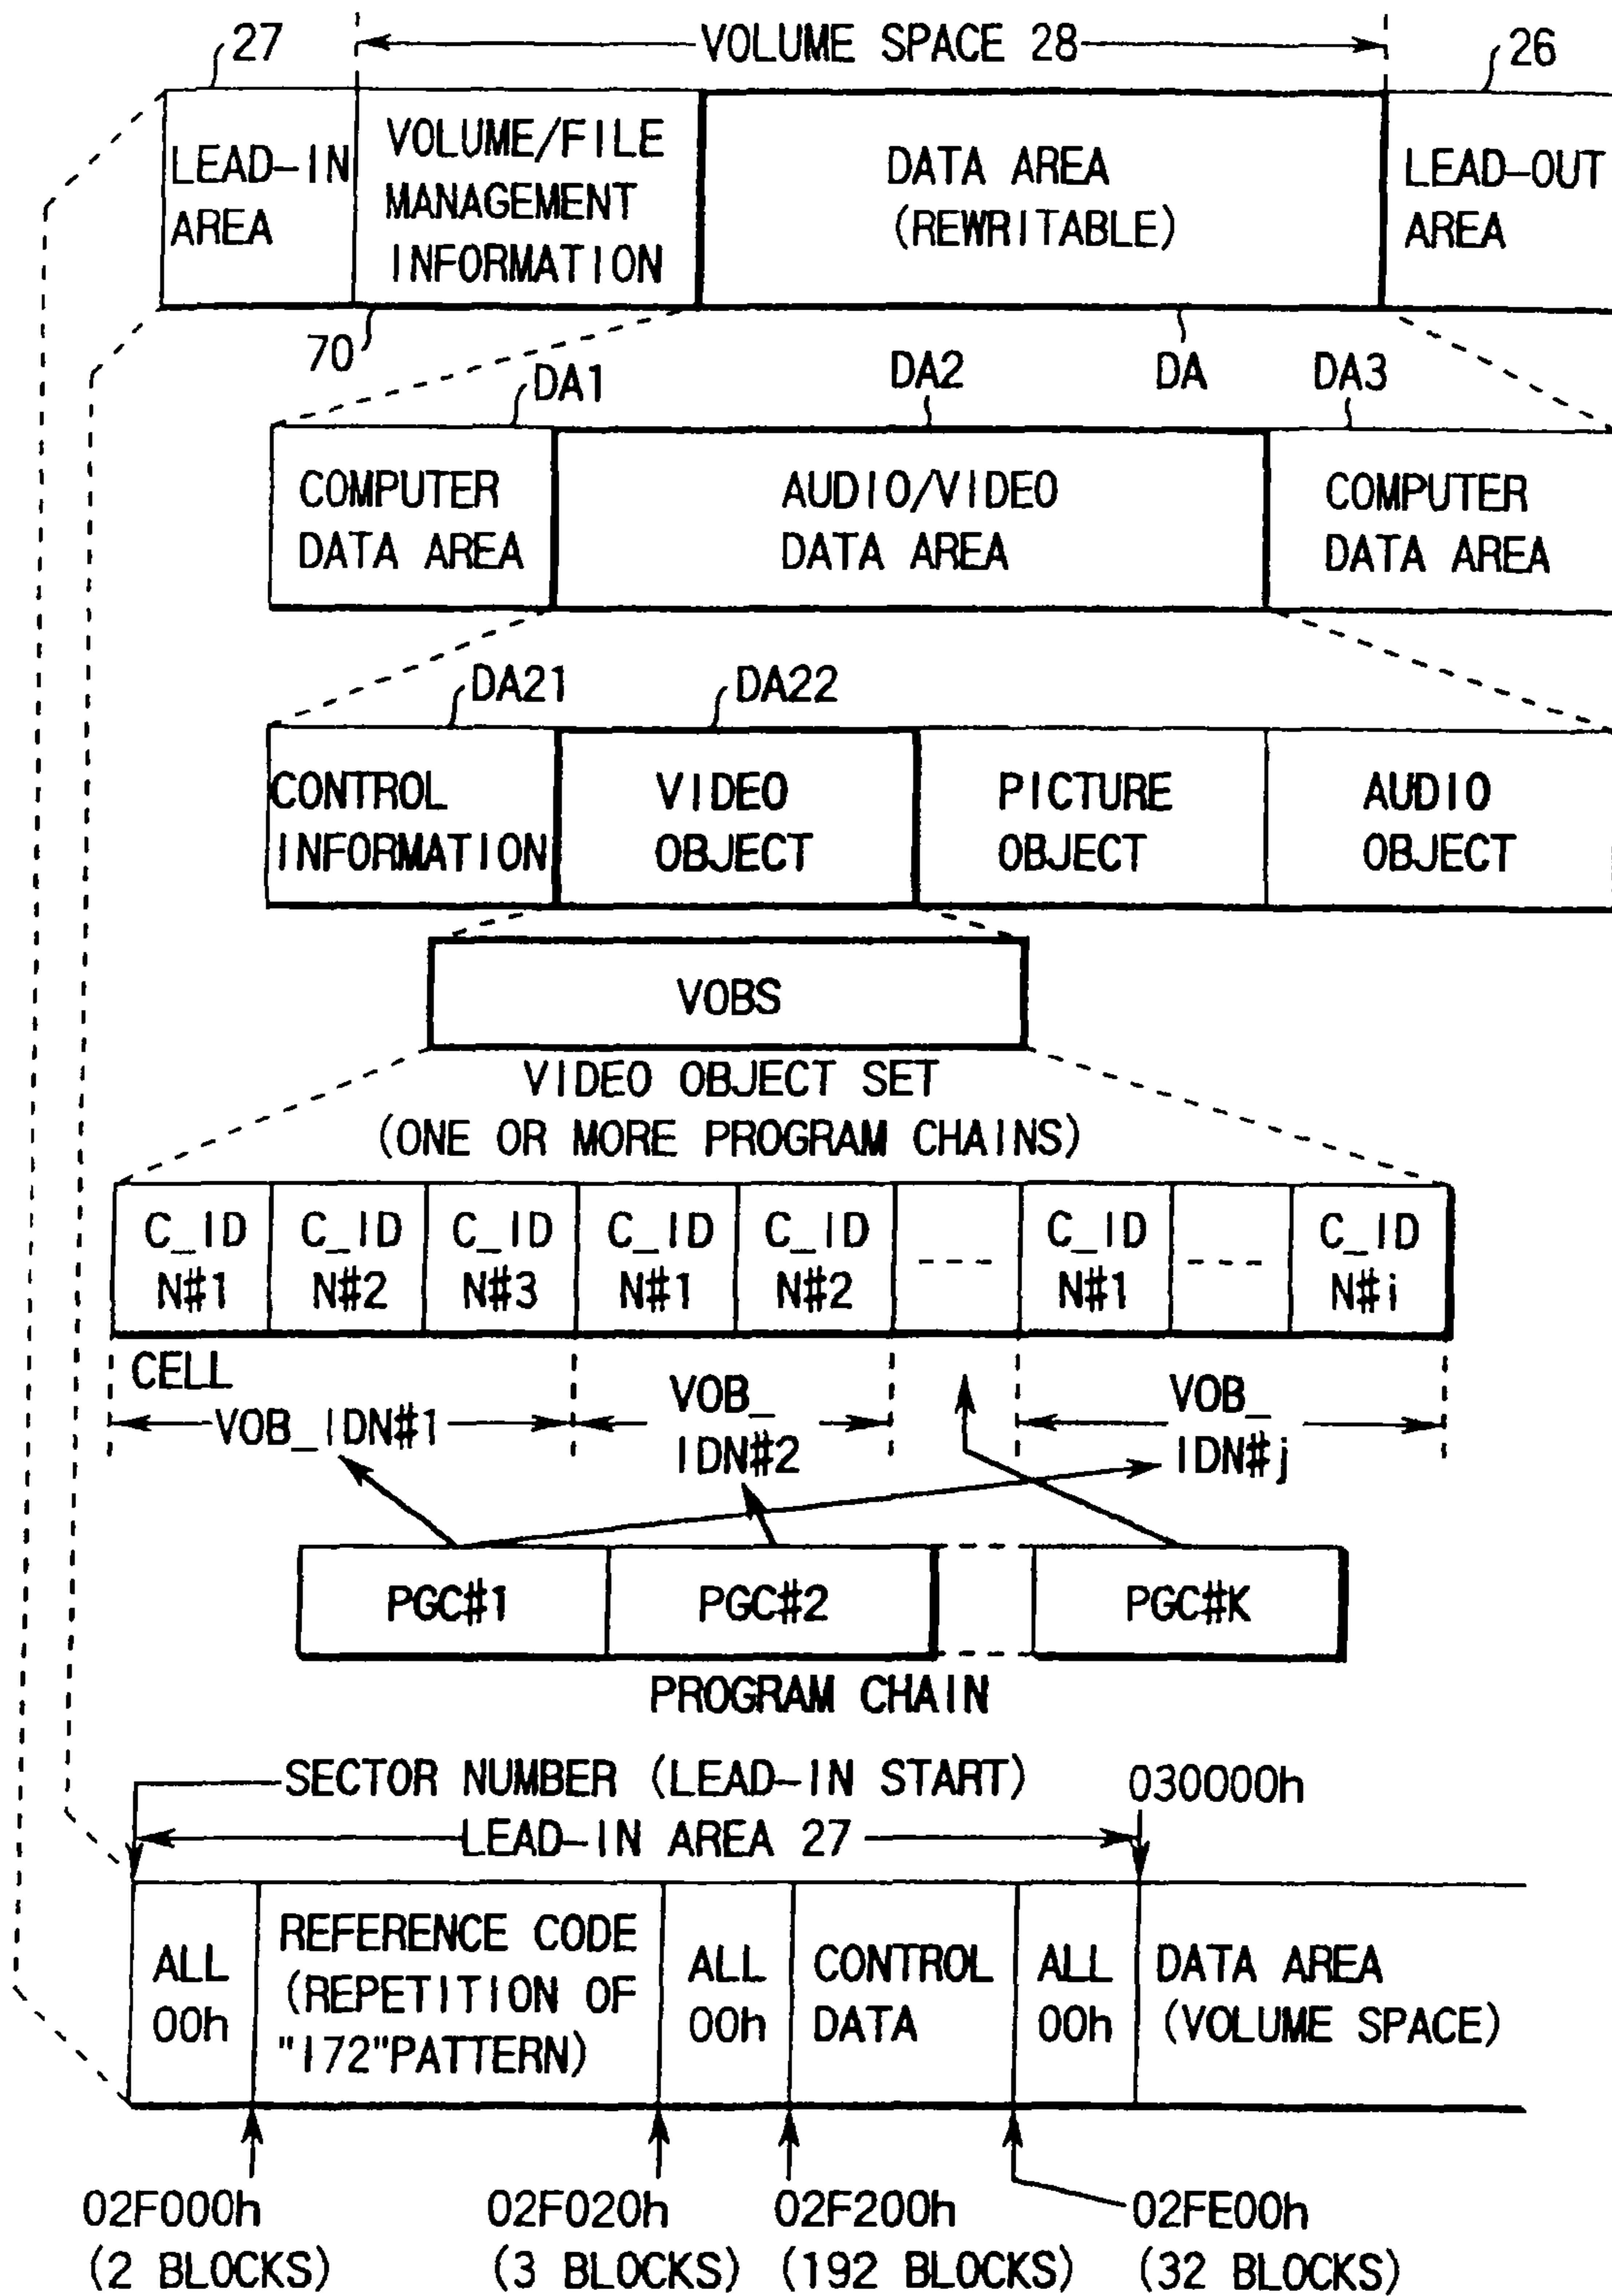 27
VOLUME SPACE 28
26
LEAD-IN
AREA
VOLUME/FILE
MANAGEMENT
INFORMATION
DATA AREA
(REWRITABLE)
LEAD-OUT
AREA
70
DA1
DA2
DA
DA3
COMPUTER
DATA AREA
AUDIO/VIDEO
DATA AREA
COMPUTER
DATA AREA
DA21
DA22
CONTROL
INFORMATION
VIDEO
OBJECT
PICTURE
OBJECT
AUDIO
OBJECT
VOBS
VIDEO OBJECT SET
(ONE OR MORE PROGRAM CHAINS)
C_ID
N#1
C_ID
N#2
C_ID
N#3
C_ID
N#1
C_ID
N#2
----
C_ID
N#1
----
C_ID
N#i
CELL
VOB_IDN#1
VOB_
IDN#2
VOB_
IDN#j
PGC#1
PGC#2
PGC#K
PROGRAM CHAIN
SECTOR NUMBER (LEAD-IN START)
030000h
LEAD-IN AREA 27
ALL
00h
REFERENCE CODE
(REPETITION OF
"172"PATTERN)
ALL
00h
CONTROL
DATA
ALL
00h
DATA AREA
(VOLUME SPACE)
02F000h
(2 BLOCKS)
02F020h
(3 BLOCKS)
02F200h
(192 BLOCKS)
02FE00h
(32 BLOCKS)